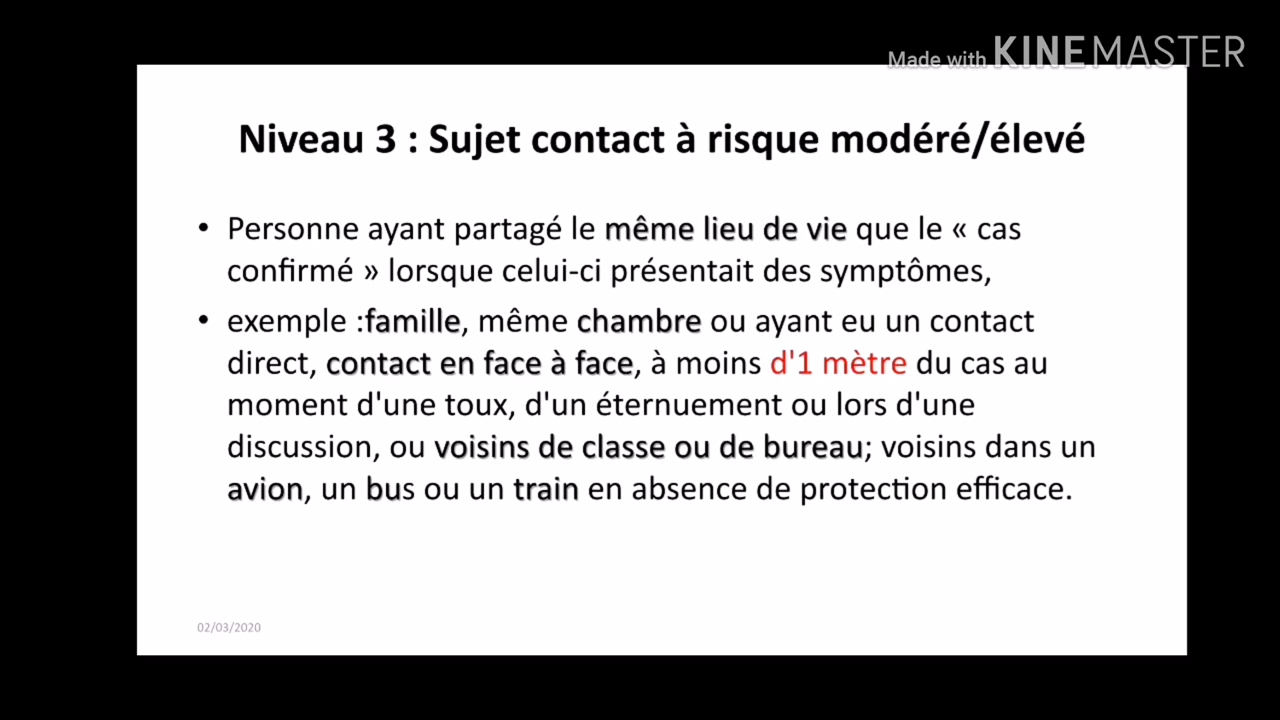 Made with KINEMASTER
Niveau 3 : Sujet contact à risque modéré/élevé
• Personne ayant partagé le même lieu de vie que le « cas
confirmé » lorsque celui-ci présentait des symptômes,
• exemple :famille, même chambre ou ayant eu un contact
direct, contact en face à face, à moins d'1 mètre du cas au
moment d'une toux, d'un éternuement ou lors d'une
discussion, ou voisins de classe ou de bureau; voisins dans un
avion, un bus ou un train en absence de protection efficace.
02/03/2020